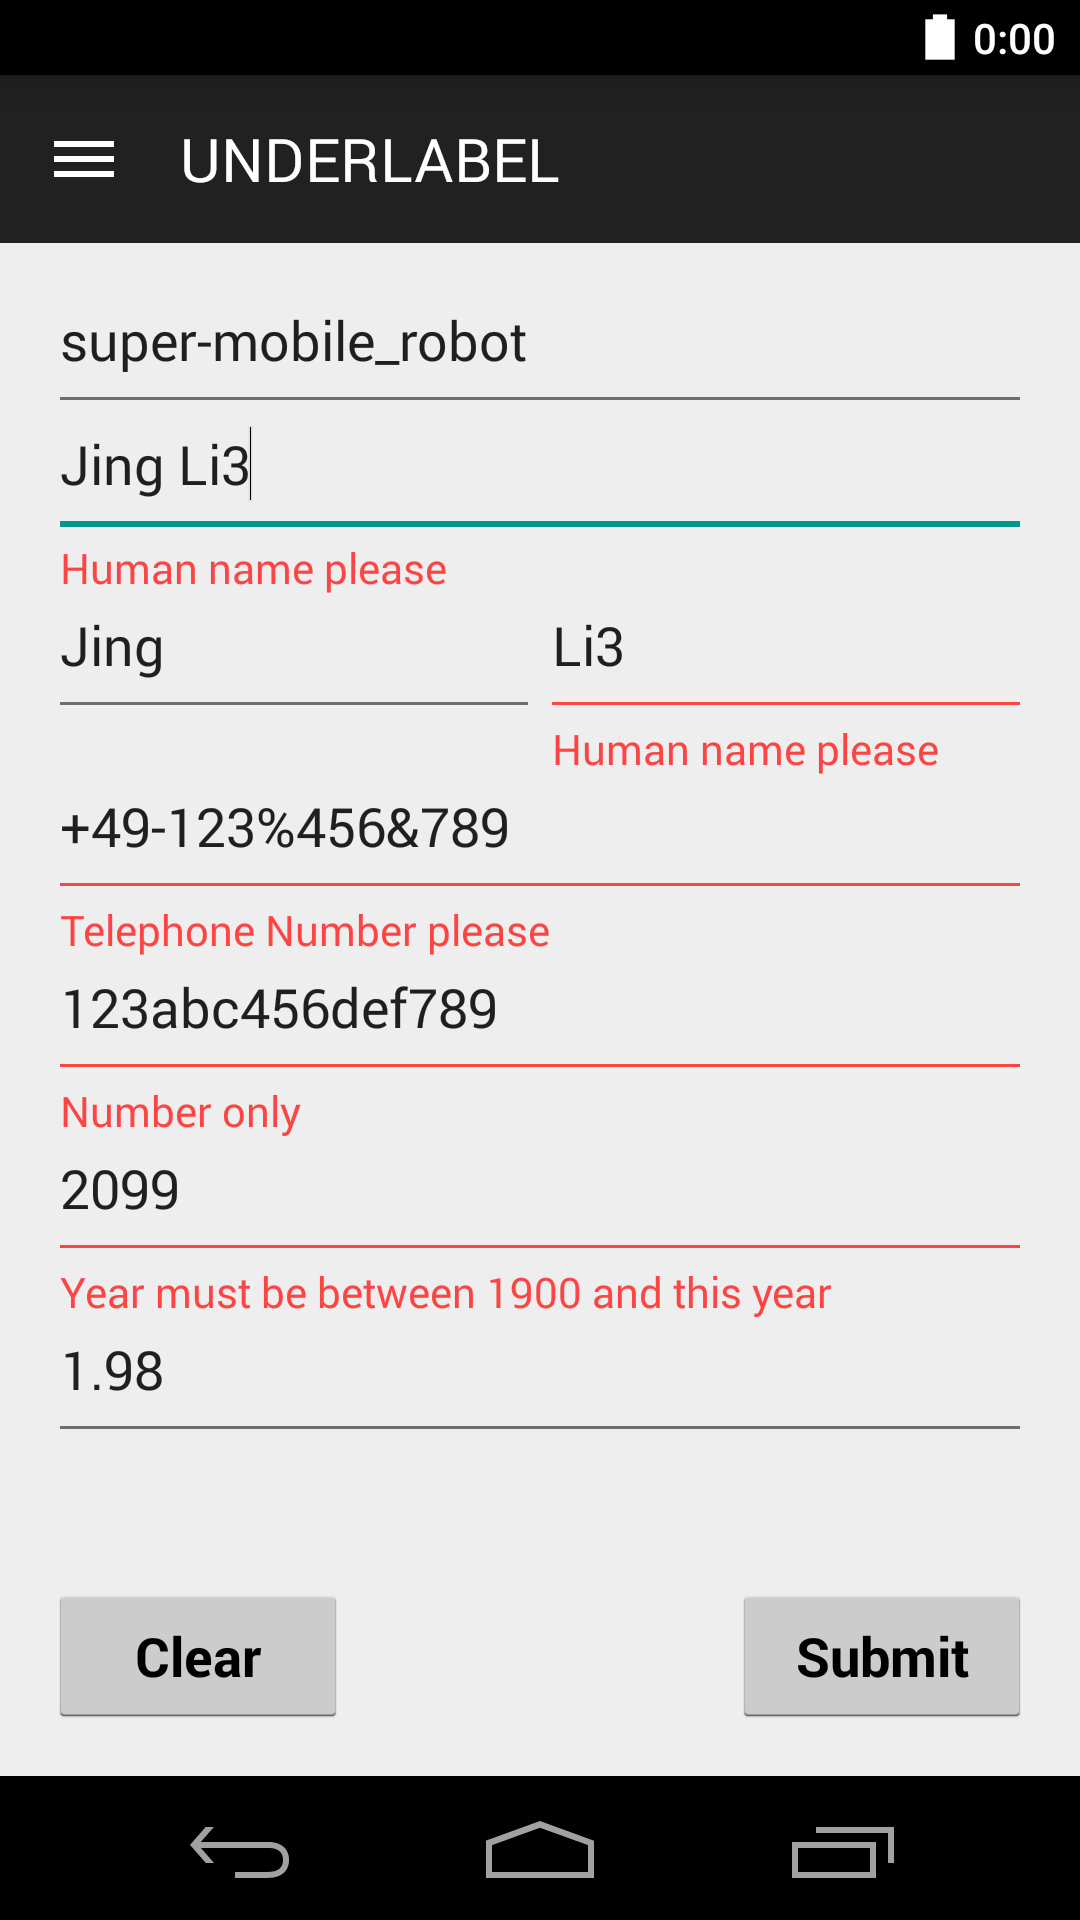 0:00
UNDERLABEL
super-mobile_robot
Jing Li3
Human name please
Jing Li3
Human name please
+49-123%456&789
Telephone Number please
123abc456def789
Number only
2099
Year must be between 1900 and this year
1.98
Clear Submit